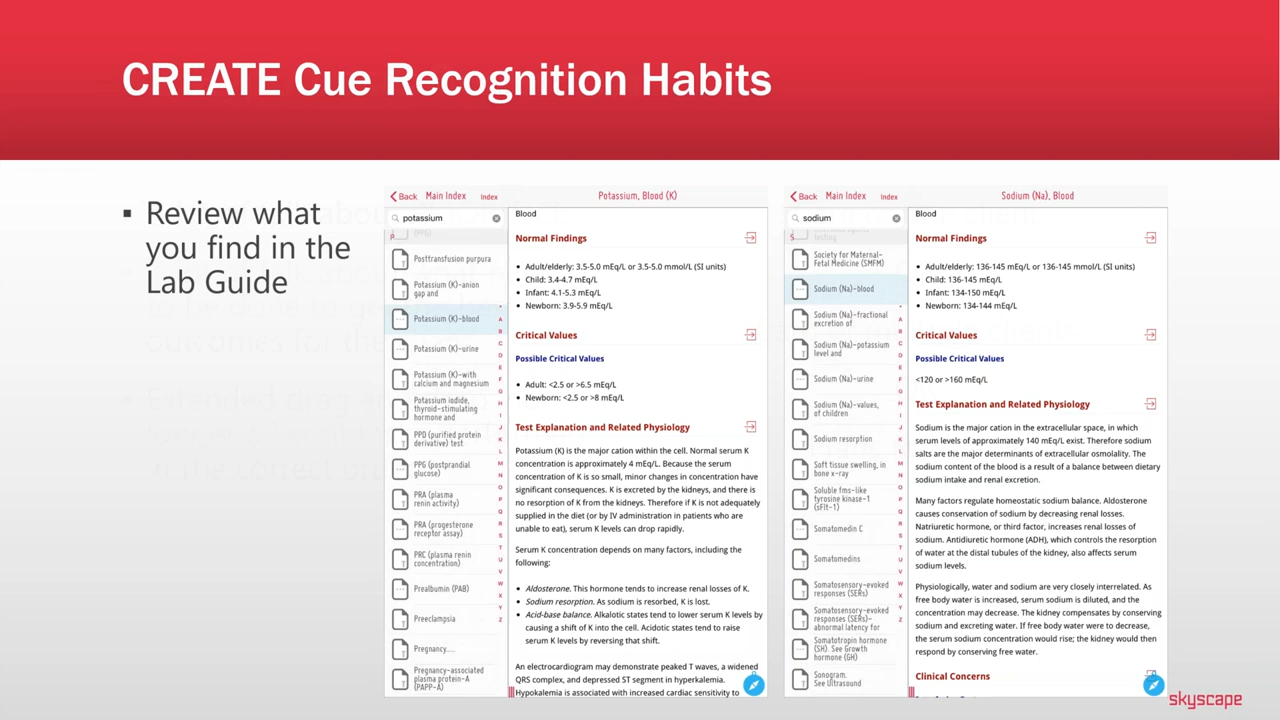 CREATE Cue Recognition Habits
▪ Review what
you find in the
Lab Guide
Back Main Index Index
potassium
P
(PPG)
Posttransfusion purpura
Potassium (K)-anion
gap and
Potassium (K)-blood
Potassium (K)-urine
Potassium (K)-with
calcium and magnesium
Potassium iodide,
thyroid-stimulating
hormone and
PPD (purified protein
derivative) test
PPG (postprandial
glucose)
PRA (plasma
renin activity)
PRA (progesterone
receptor assay)
PRC (plasma renin
concentration)
Prealbumin (PAB)
Preeclampsia
Pregnancy....
Pregnancy-associated
plasma protein-A
(PAPP-A)
A
B
C
D
E
F
G
H
I
J
K
L
M
N
O
P
Q
R
S
T
U
V
W
X
Y
Z
Potassium, Blood (K)
Blood
Normal Findings
• Adult/elderly: 3.5-5.0 mEq/L or 3.5-5.0 mmol/L (SI units)
• Child: 3.4-4.7 mEq/L
• Infant: 4.1-5.3 mEq/L
• Newborn: 3.9-5.9 mEq/L
Critical Values
Possible Critical Values
• Adult: <2.5 or >6.5 mEq/L
• Newborn: <2.5 or >8 mEq/L
Test Explanation and Related Physiology
Potassium (K) is the major cation within the cell. Normal serum K
concentration is approximately 4 mEq/L. Because the serum
concentration of K is so small, minor changes in concentration have
significant consequences. K is excreted by the kidneys, and there is
no resorption of K from the kidneys. Therefore if K is not adequately
supplied in the diet (or by IV administration in patients who are
unable to eat), serum K levels can drop rapidly.
Serum K concentration depends on many factors, including the
following:
• Aldosterone. This hormone tends to increase renal losses of K.
• Sodium resorption. As sodium is resorbed, K is lost.
• Acid-base balance. Alkalotic states tend to lower serum K levels by
causing a shift of K into the cell. Acidotic states tend to raise
serum K levels by reversing that shift.
An electrocardiogram may demonstrate peaked T waves, a widened
QRS complex, and depressed ST segment in hyperkalemia.
Hypokalemia is associated with increased cardiac sensitivity to
Back Main Index Index
sodium
S
testing
Society for Maternal-
Fetal Medicine (SMFM)
Sodium (Na)-blood
Sodium (Na)-fractional
excretion of
Sodium (Na)-potassium
level and
Sodium (Na)-urine
Sodium (Na)-values,
of children
Sodium resorption
Soft tissue swelling, in
bone x-ray
Soluble fms-like
tyrosine kinase-1
(sFlt-1)
Somatomedin C
Somatomedins
Somatosensory-evoked
responses (SERs)
Somatosensory-evoked
responses (SERs)-
abnormal latency for
Somatotropin hormone
(SH). See Growth
hormone (GH)
Sonogram.
See Ultrasound
A
B
C
D
E
F
G
H
I
J
K
L
M
N
O
P
Q
R
S
T
U
V
W
X
Y
Z
Sodium (Na), Blood
Blood
Normal Findings
• Adult/elderly: 136-145 mEq/L or 136-145 mmol/L (SI units)
• Child: 136-145 mEq/L
• Infant: 134-150 mEq/L
• Newborn: 134-144 mEq/L
Critical Values
Possible Critical Values
<120 or >160 mEq/L
Test Explanation and Related Physiology
Sodium is the major cation in the extracellular space, in which
serum levels of approximately 140 mEq/L exist. Therefore sodium
salts are the major determinants of extracellular osmolality. The
sodium content of the blood is a result of a balance between dietary
sodium intake and renal excretion.
Many factors regulate homeostatic sodium balance. Aldosterone
causes conservation of sodium by decreasing renal losses.
Natriuretic hormone, or third factor, increases renal losses of
sodium. Antidiuretic hormone (ADH), which controls the resorption
of water at the distal tubules of the kidney, also affects serum
sodium levels.
Physiologically, water and sodium are very closely interrelated. As
free body water is increased, serum sodium is diluted, and the
concentration may decrease. The kidney compensates by conserving
sodium and excreting water. If free body water were to decrease,
the serum sodium concentration would rise; the kidney would then
respond by conserving free water.
Clinical Concerns
skyscape